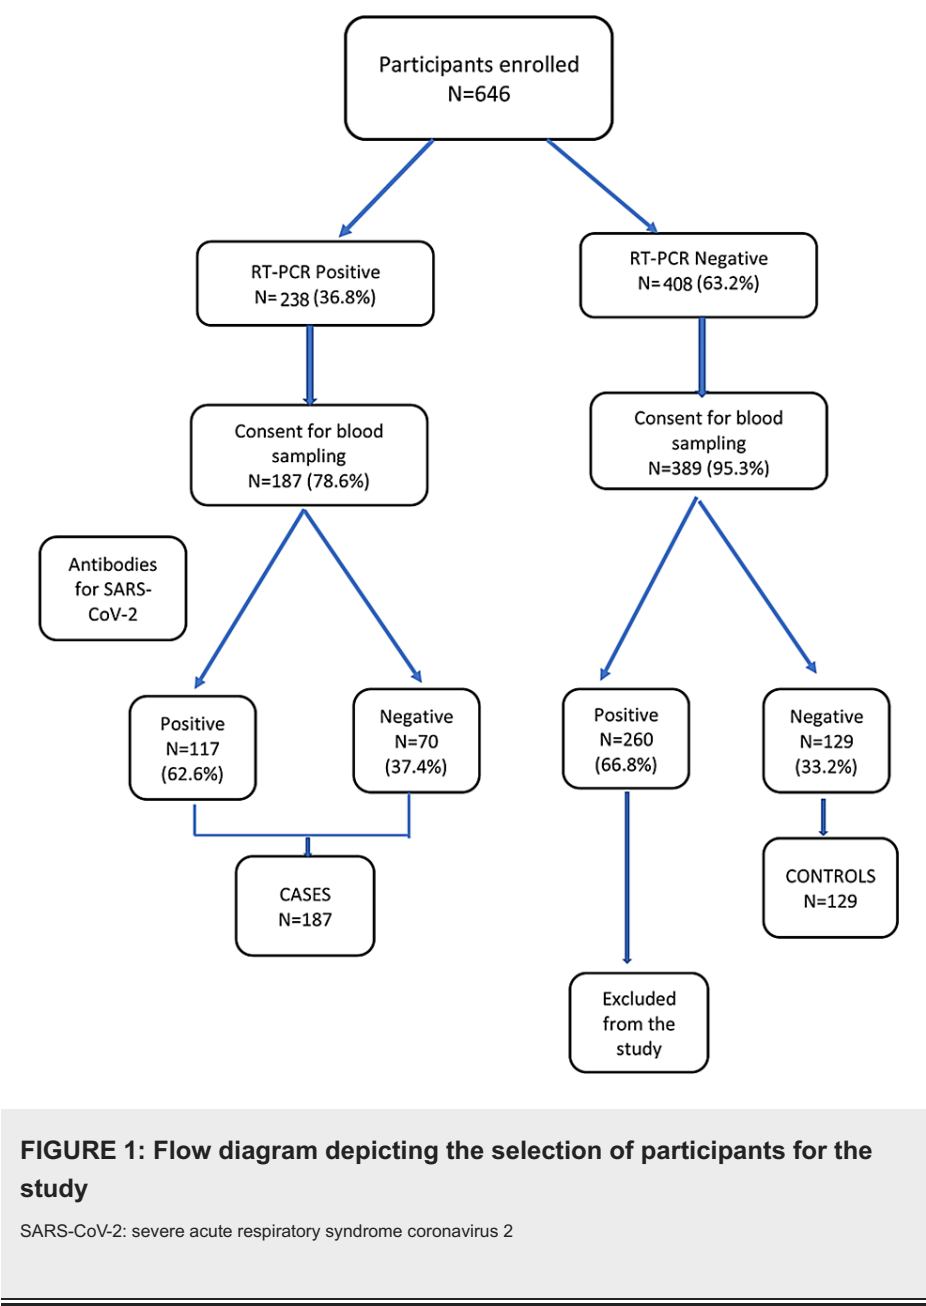 Participants enrolled
N=646
RT-PCR Positive
N= 238 (36.8%)
RT-PCR Negative
N= 408 (63.2%)
Consent for blood
sampling
N=187 (78.6%)
Consent for blood
sampling
N=389 (95.3%)
Antibodies
for SARS-
CoV-2
Positive
N=117
(62.6%)
Negative
N=70
(37.4%)
Positive
N=260
(66.8%)
Negative
N=129
(33.2%)
CASES
N=187
CONTROLS
N=129
Excluded
from the
study
FIGURE 1: Flow diagram depicting the selection of participants for the
study
SARS-CoV-2: severe acute respiratory syndrome coronavirus 2